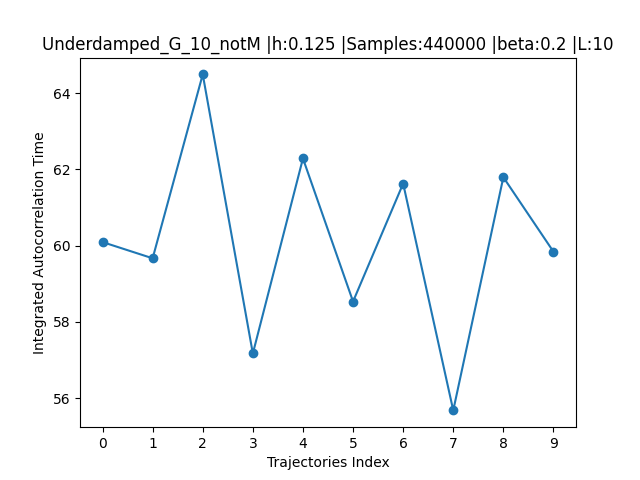 Underdamped_G_10_notM |h:0.125 |Samples:440000 |beta:0.2 |L:10
Integrated Autocorrelation Time
64
62
60
58
56
0 1 2 3 4 5 6 7 8 9
Trajectories Index